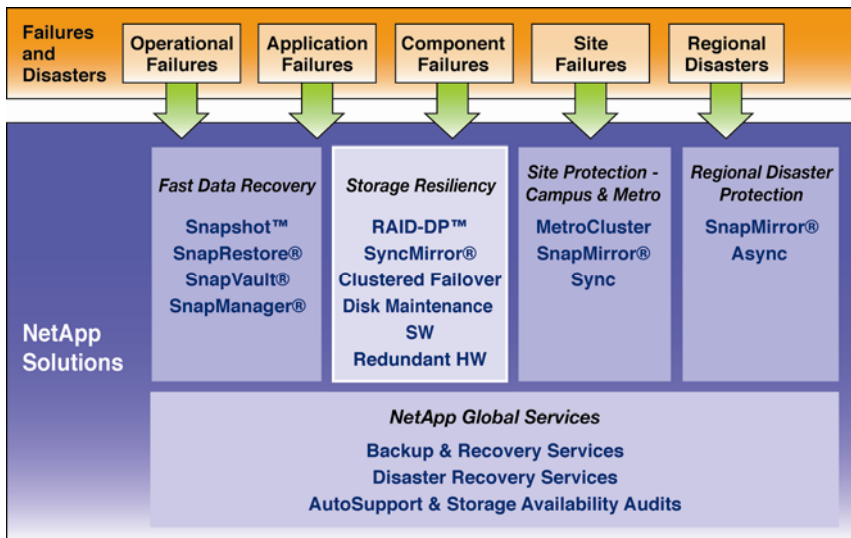 Failures
and
Disasters
Operational
Failures
Application
Failures
Component
Failures
Site
Failures
Regional
Disasters
NetApp
Solutions
Fast Data Recovery
Snapshot™
SnapRestore®
SnapVault®
SnapManager®
Storage Resiliency
RAID-DP™
SyncMirror®
Clustered Failover
Disk Maintenance
SW
Redundant HW
Site Protection -
Campus & Metro
MetroCluster
SnapMirror®
Sync
Regional Disaster
Protection
SnapMirror®
Async
NetApp Global Services
Backup & Recovery Services
Disaster Recovery Services
AutoSupport & Storage Availability Audits